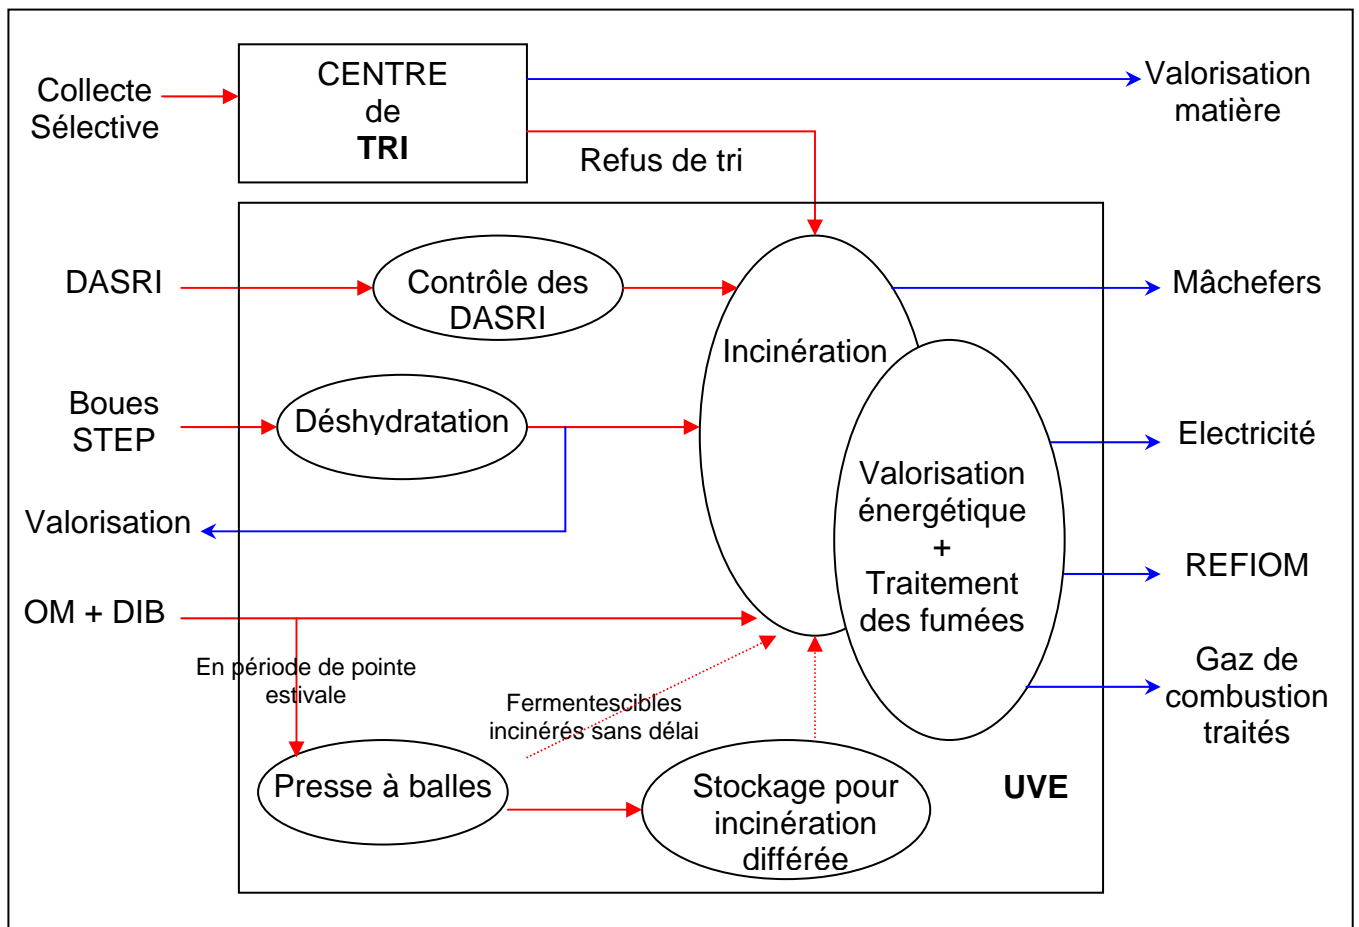 Collecte
Sélective
CENTRE
de
TRI
Valorisation
matière
Refus de tri
DASRI
Contrôle des
DASRI
Incinération
Mâchefers
Boues
STEP
Déshydratation
Electricité
Valorisation
Valorisation
énergétique
+
Traitement
des fumées
REFIOM
OM + DIB
En période de pointe
estivale
Fermentescibles
incinérés sans délai
Gaz de
combustion
traités
Presse à balles
Stockage pour
incinération
différée
UVE